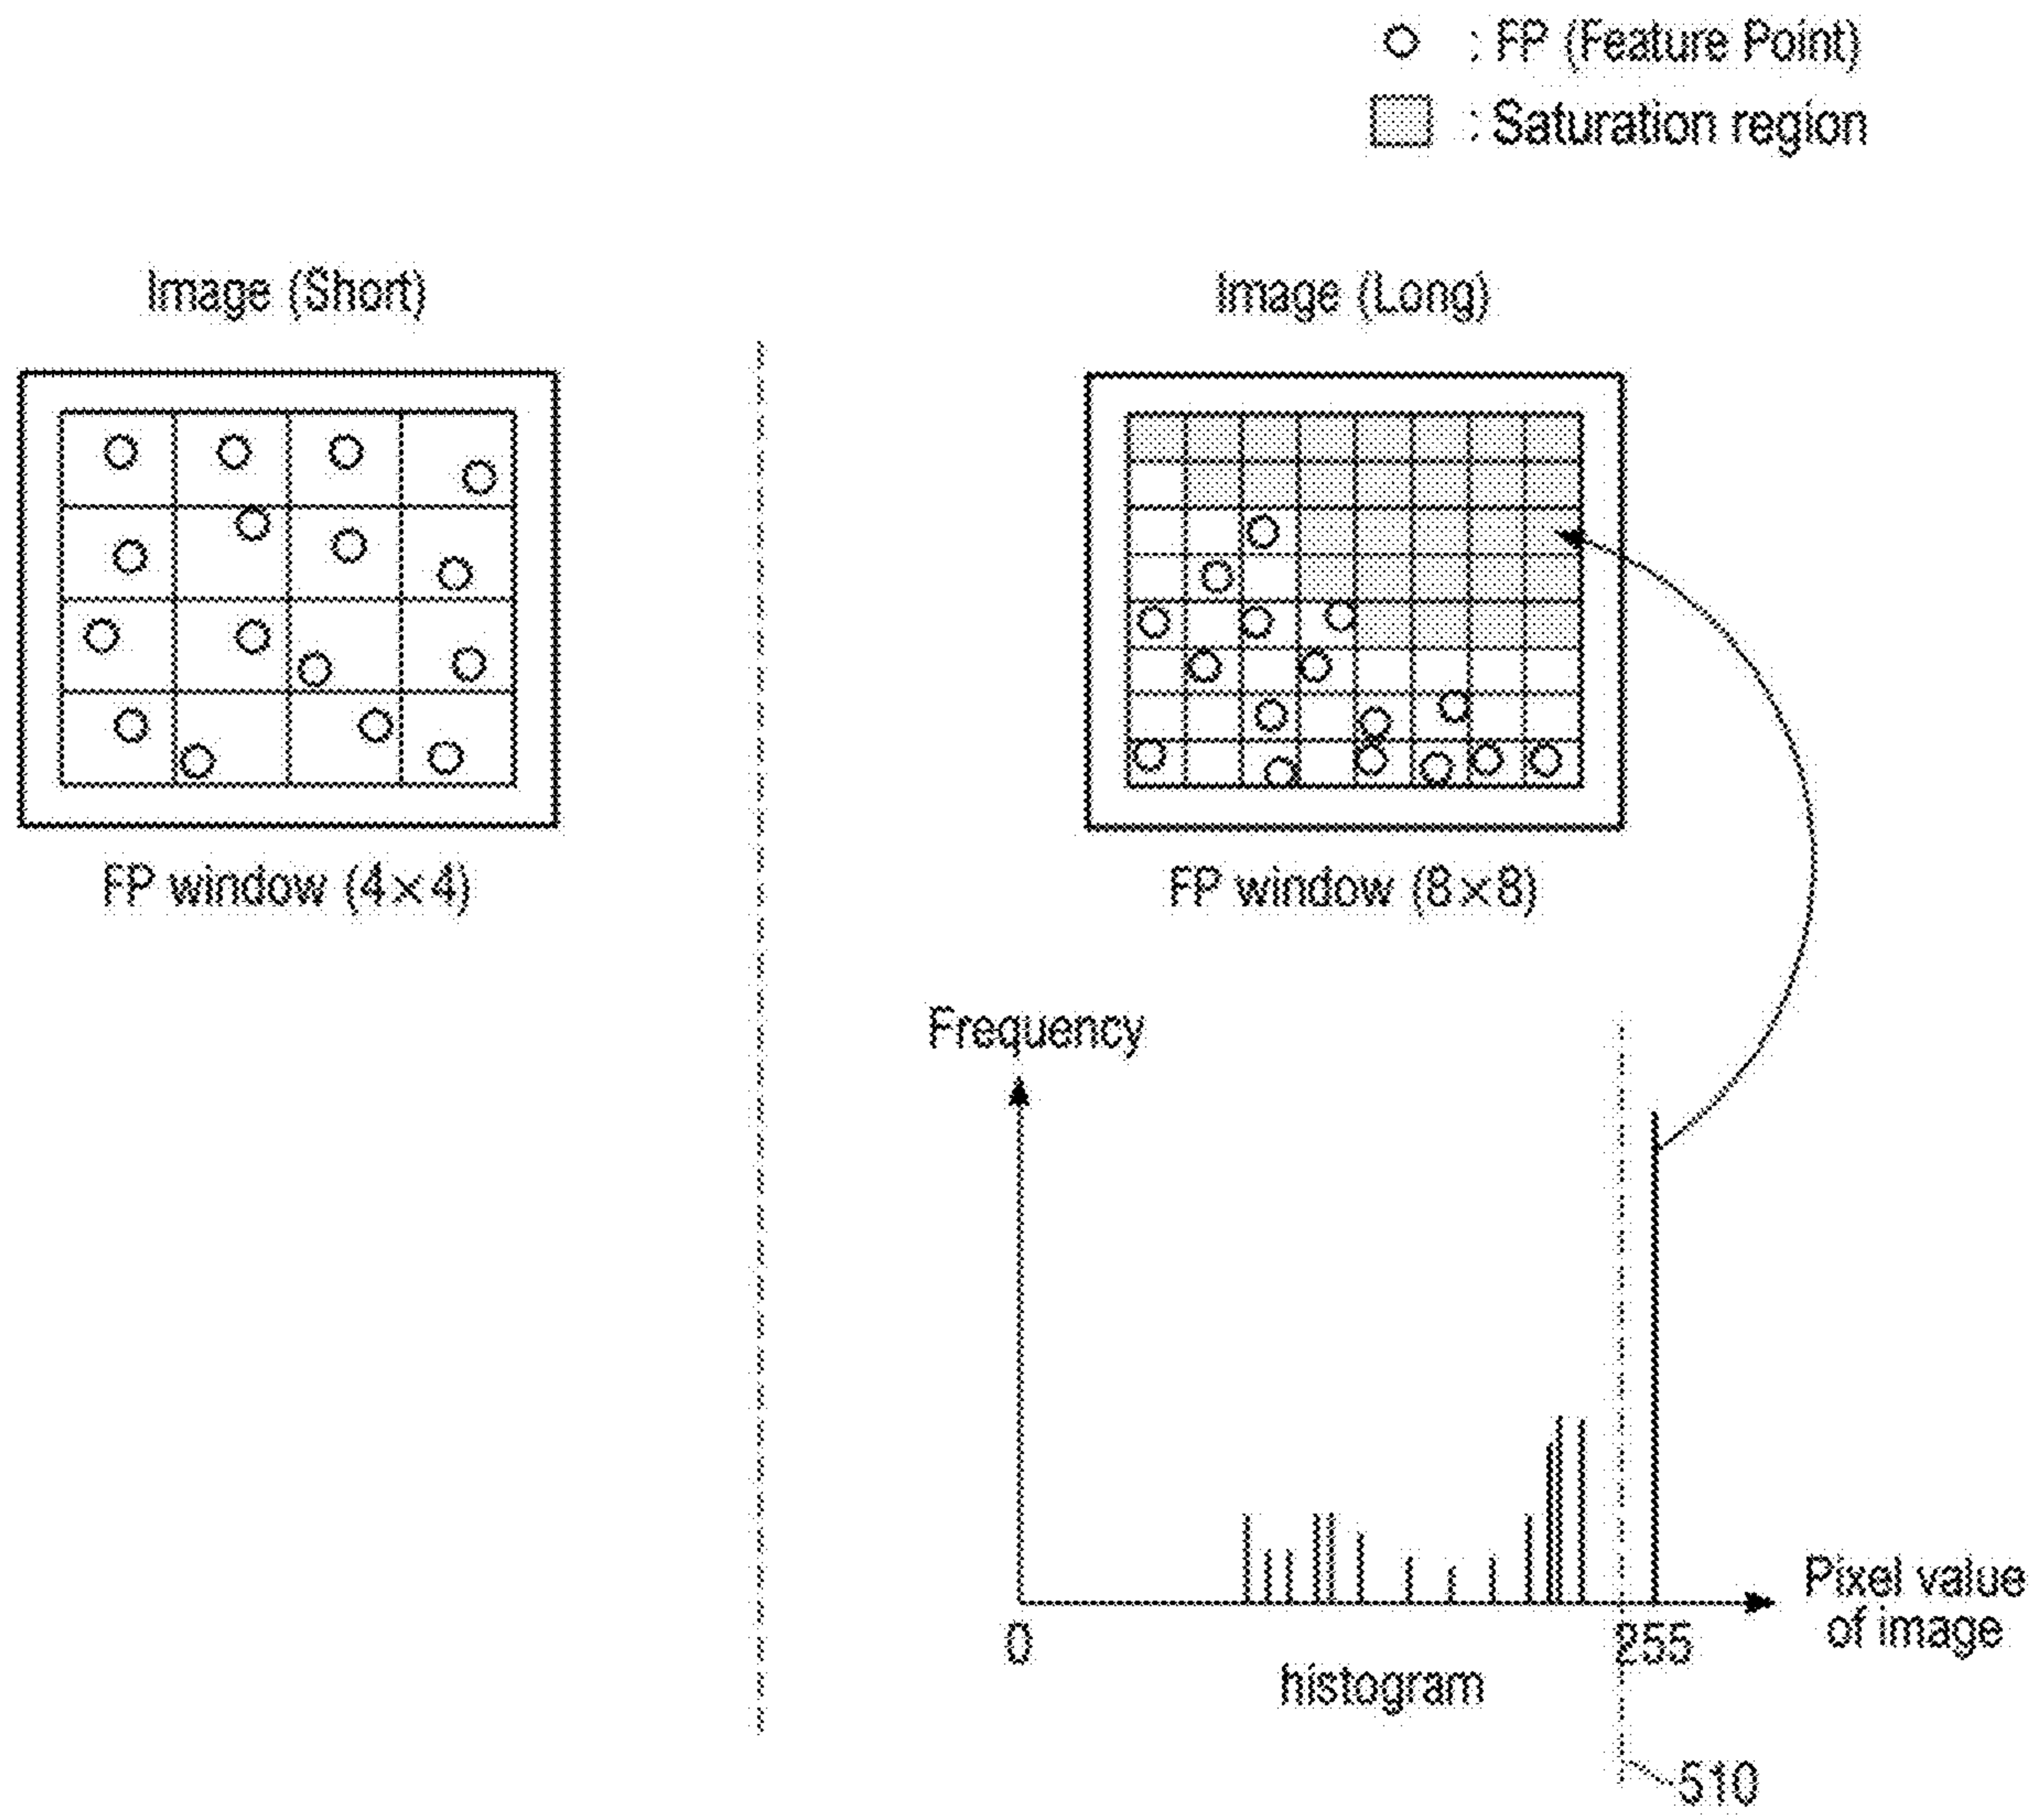 : FP (Feature Point)
: Saturation region
Image (Short)
Image (Long)
FP window (4×4)
FP window (8×8)
Frequency
0
255
Pixel value
of image
histogram
510